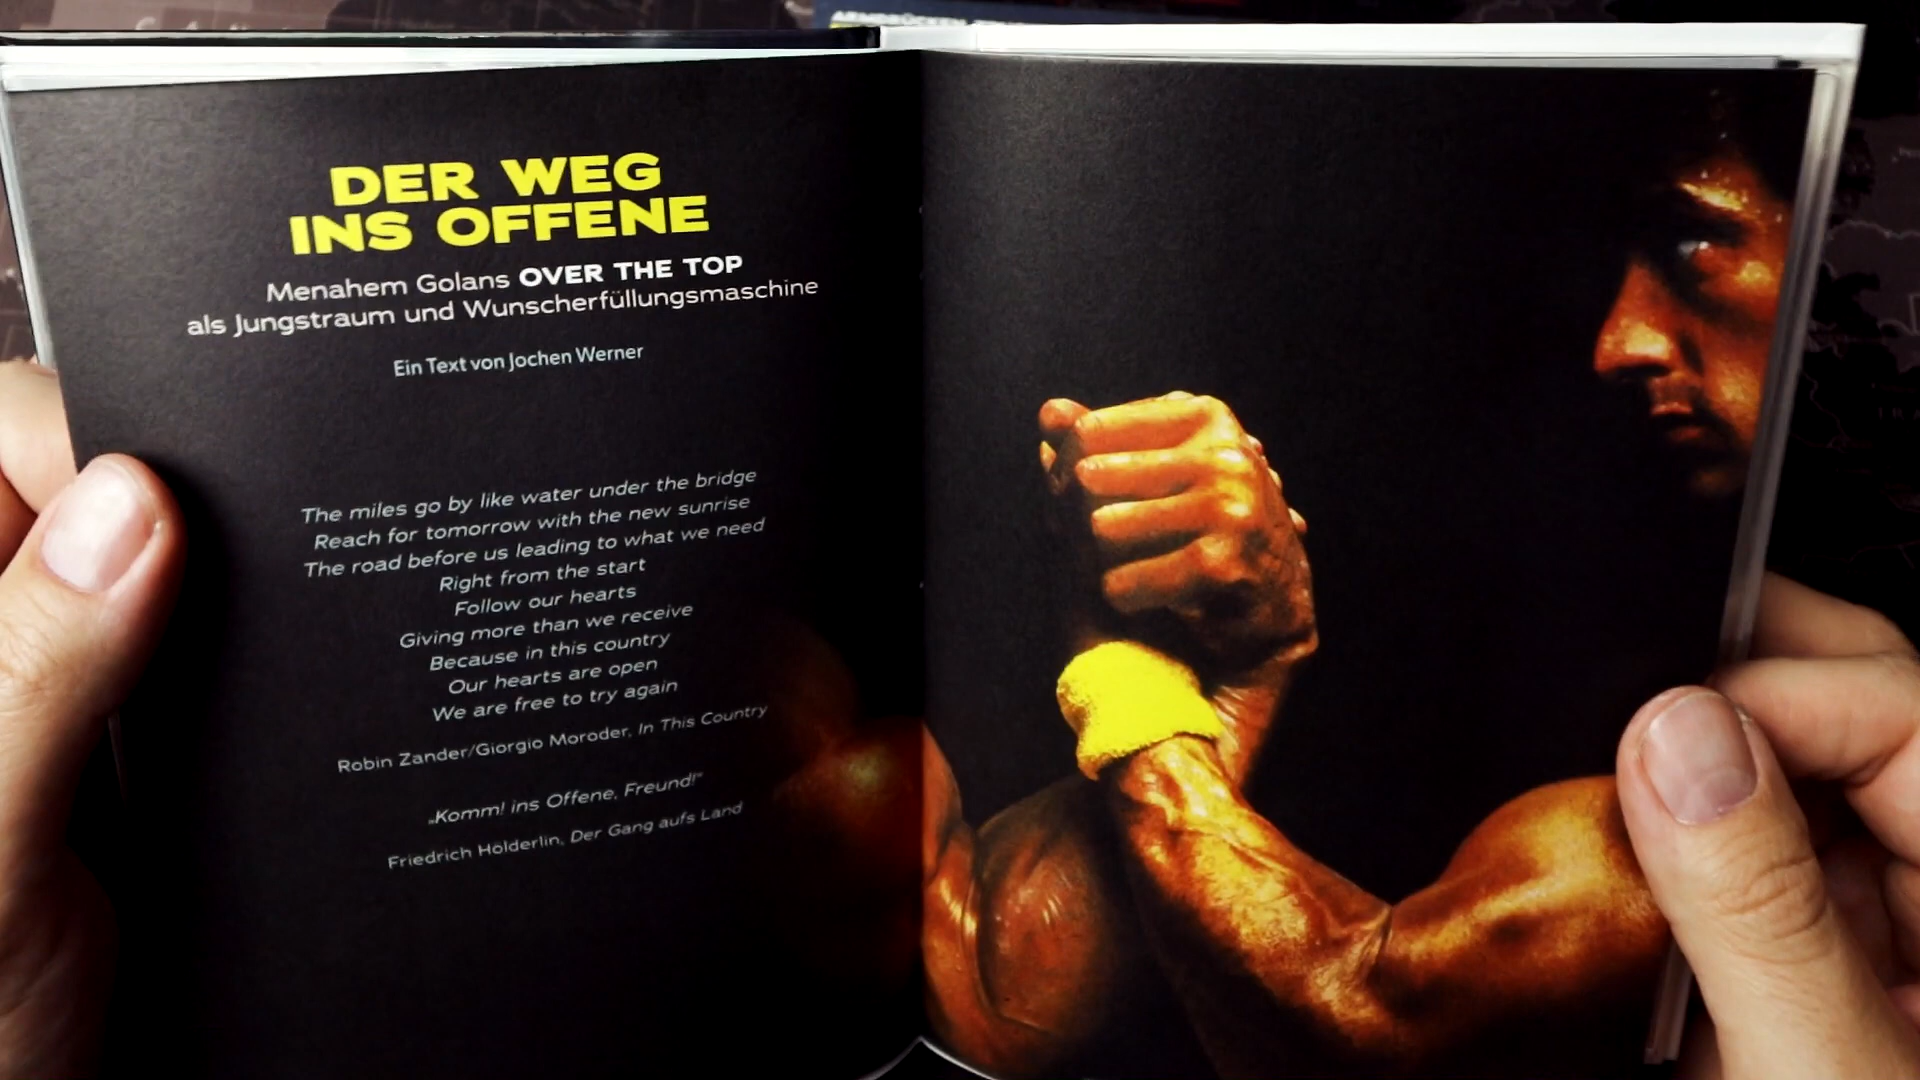 ARMDRÜCKEN
DER WEG
INS OFFENE
Menahem Golans OVER THE TOP
als Jungstraum und Wunscherfüllungsmaschine
Ein Text von Jochen Werner
The miles go by like water under the bridge
Reach for tomorrow with the new sunrise
The road before us leading to what we need
Right from the start
Follow our hearts
Giving more than we receive
Because in this country
Our hearts are open
We are free to try again
Robin Zander/Giorgio Moroder, In This Country
„Komm! ins Offene, Freund!“
Friedrich Hölderlin, Der Gang aufs Land